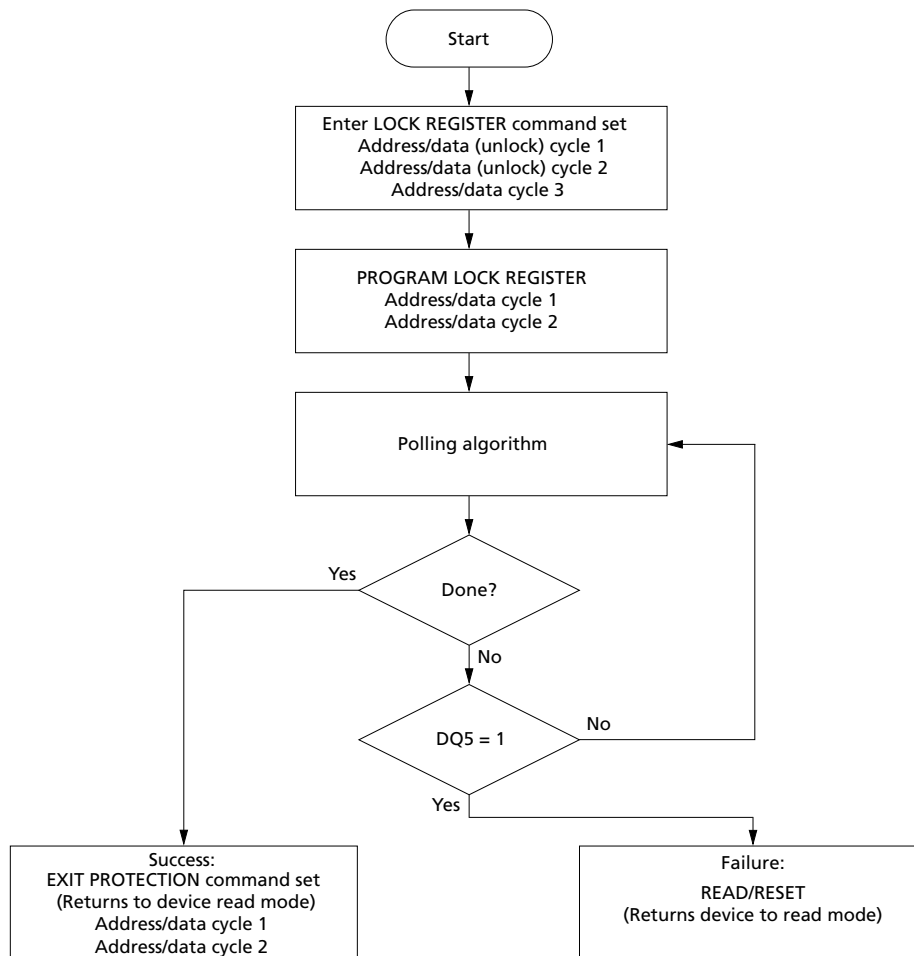 Start
Enter LOCK REGISTER command set
Address/data (unlock) cycle 1
Address/data (unlock) cycle 2
Address/data cycle 3
PROGRAM LOCK REGISTER
Address/data cycle 1
Address/data cycle 2
Polling algorithm
Yes
Done?
No
DQ5 = 1
No
Yes
Success:
EXIT PROTECTION command set
(Returns to device read mode)
Address/data cycle 1
Address/data cycle 2
Failure:
READ/RESET
(Returns device to read mode)